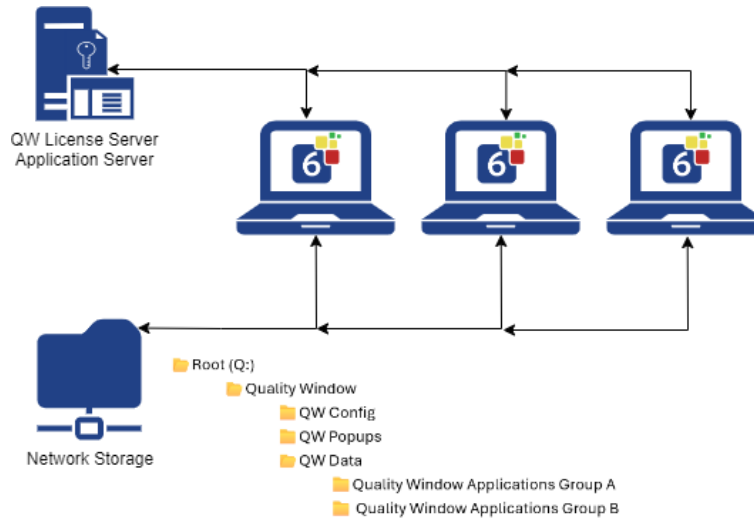 QW License Server
Application Server
6
6
6
Root (Q:)
Quality Window
QW Config
QW Popups
QW Data
Quality Window Applications Group A
Quality Window Applications Group B
Network Storage